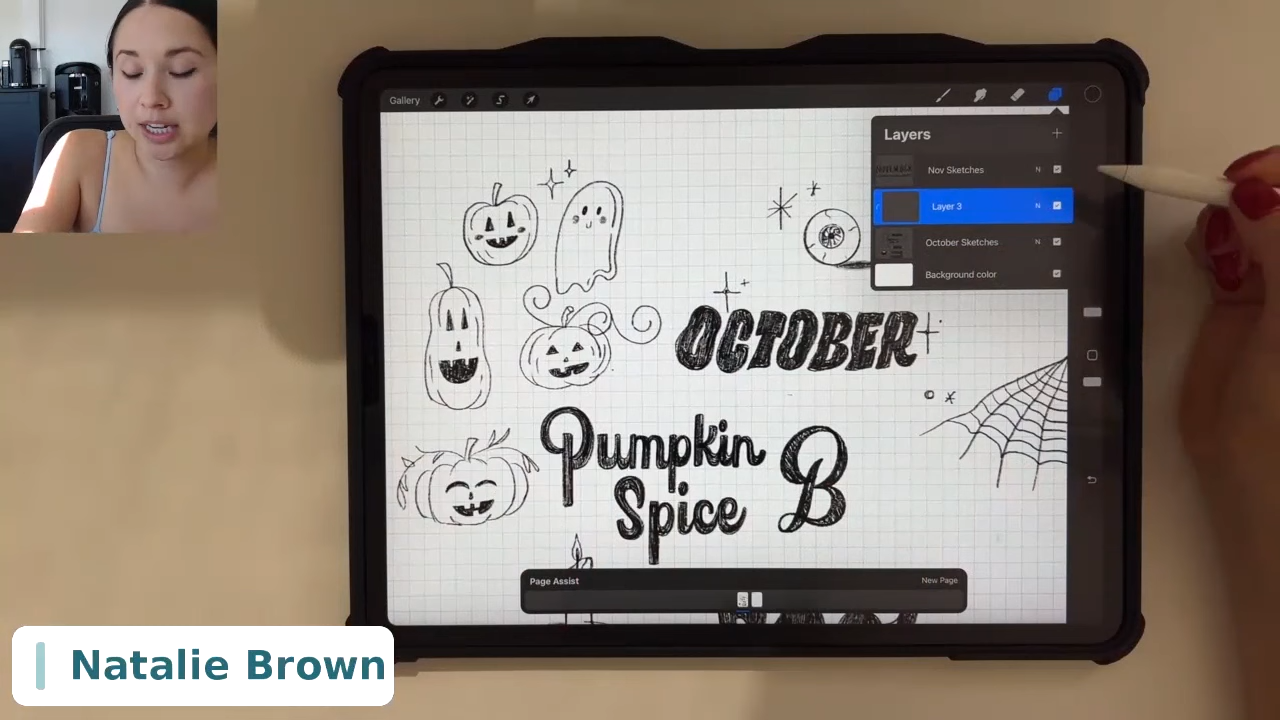 Gallery
Layers
Nov Sketches N
Layer 3 N
October Sketches N
Background color
OCTOBER
Pumpkin
Spice
B
Page Assist
New Page
Natalie Brown